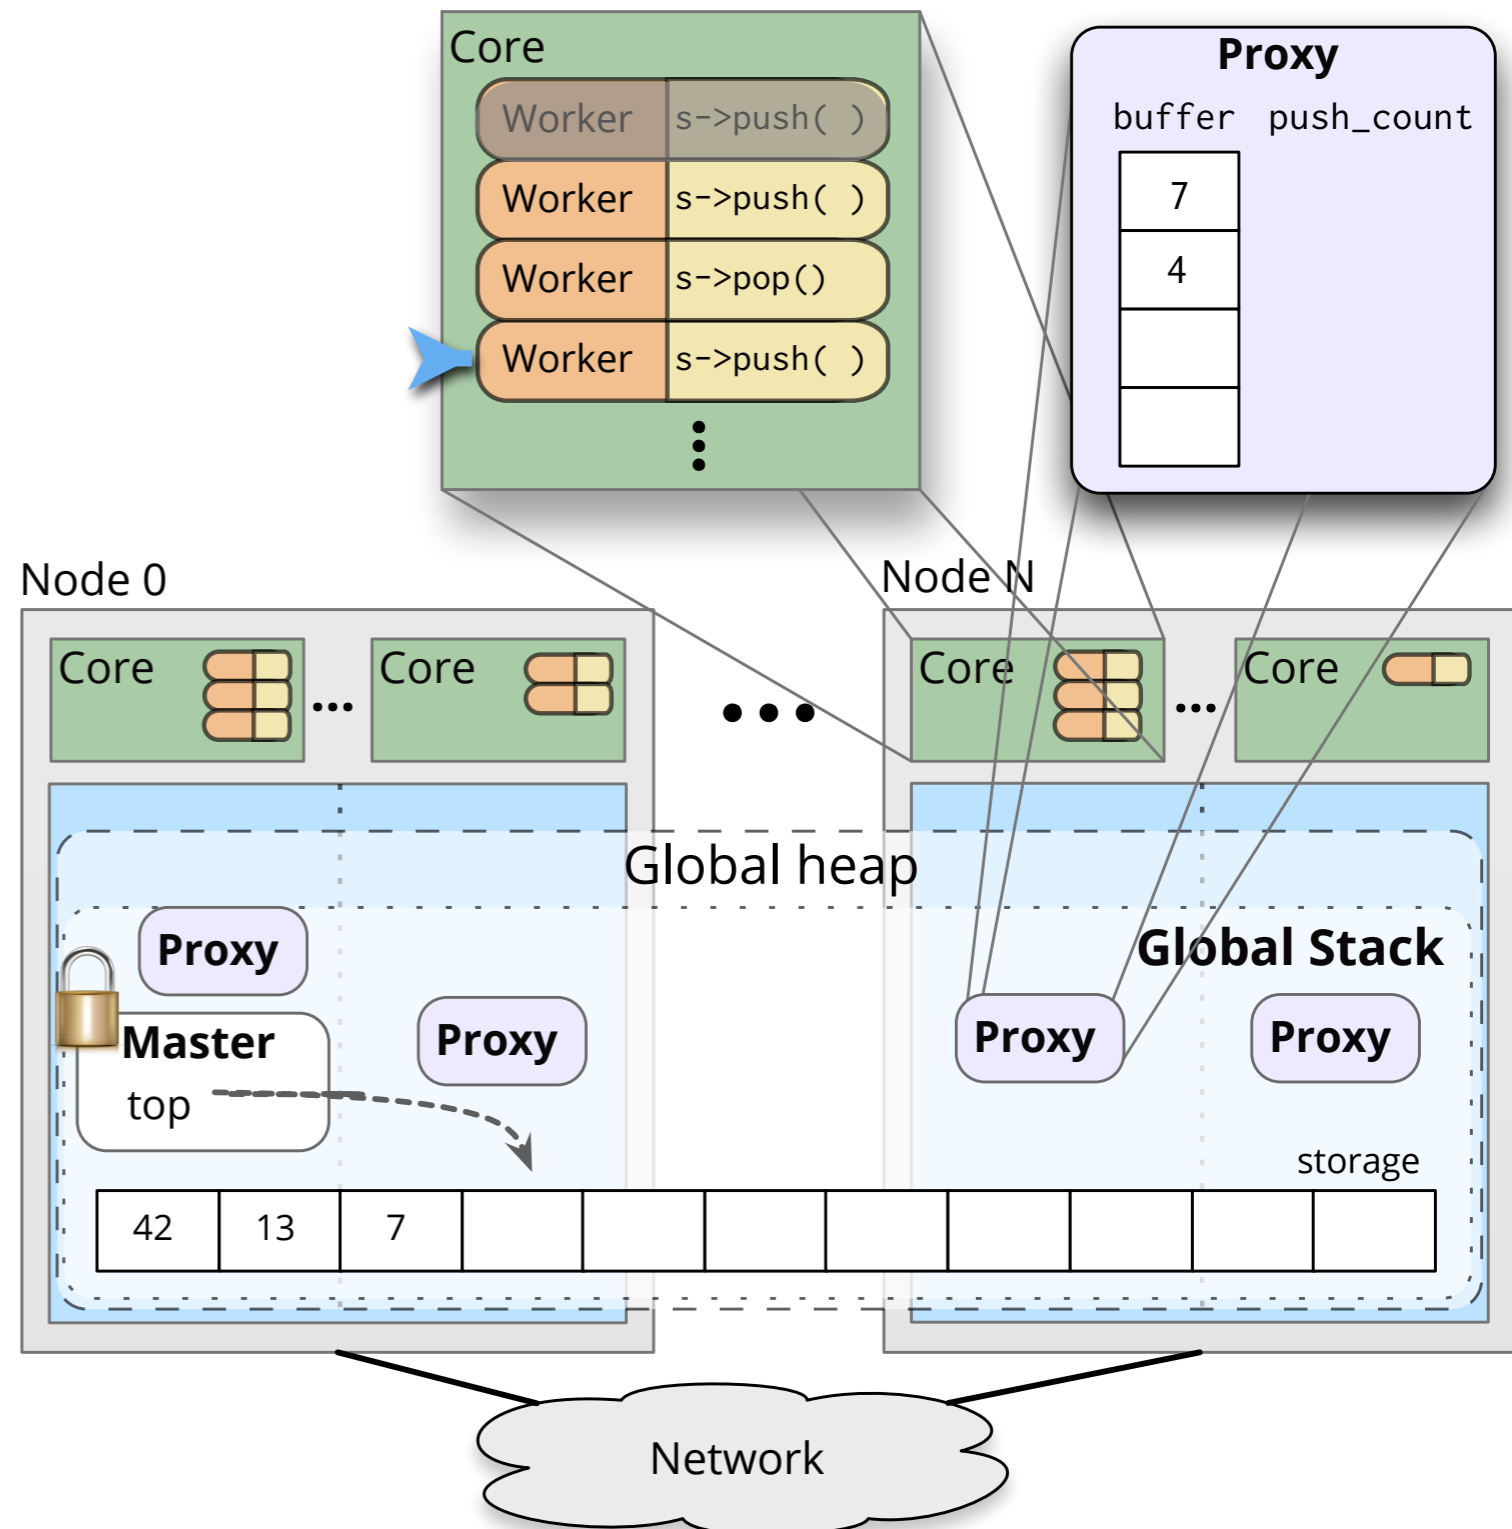 Core
Worker s->push( )
Worker s->push( )
Worker s->pop()
Worker s->push( )
Proxy
buffer push_count
7
4
Node 0
Node N
Core
Core
Core
Core
Global heap
Global Stack
Proxy
Proxy
Proxy
Proxy
Master
top
storage
42 13 7
Network